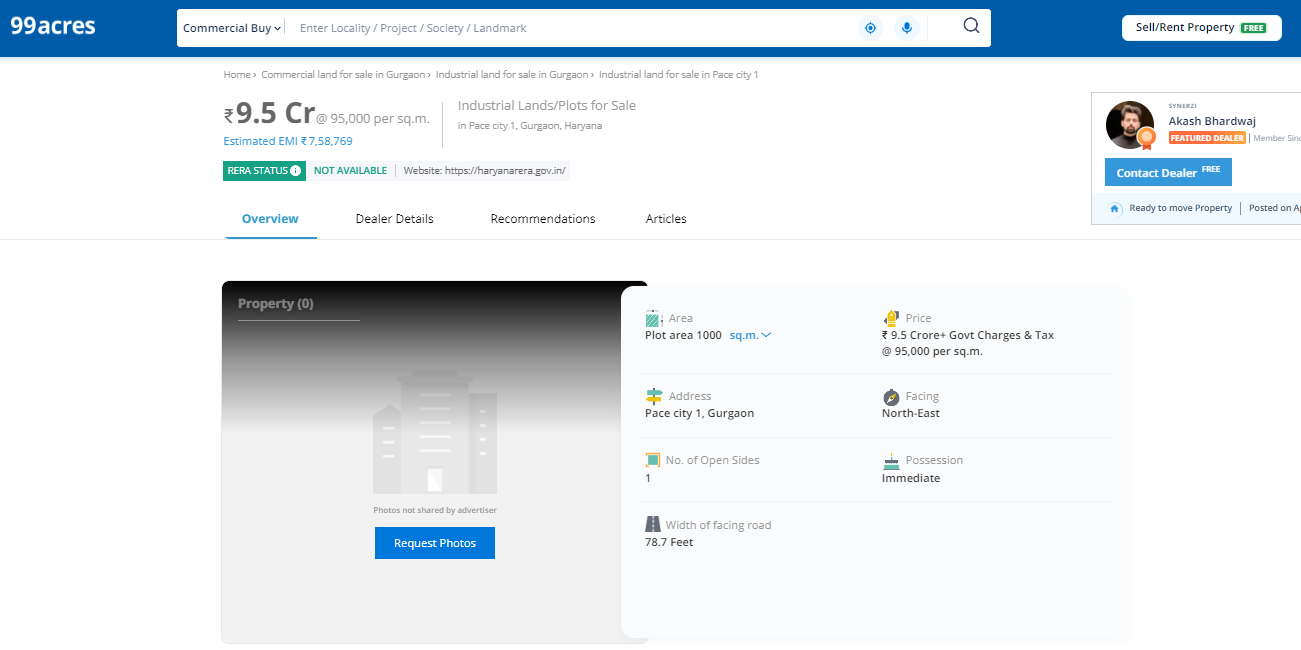 99acres
Commercial Buy
Enter Locality / Project / Society / Landmark
Sell/Rent Property FREE
Home › Commercial land for sale in Gurgaon › Industrial land for sale in Gurgaon › Industrial land for sale in Pace city 1
₹ 9.5 Cr @ 95,000 per sq.m.
Estimated EMI ₹ 7,58,769
Industrial Lands/Plots for Sale
in Pace city 1, Gurgaon, Haryana
RERA STATUS i NOT AVAILABLE Website: https://haryanarera.gov.in/
SYNERZI
Akash Bhardwaj
FEATURED DEALER Member Sinc
Contact Dealer FREE
Ready to move Property Posted on A
Overview Dealer Details Recommendations Articles
Property (0)
Photos not shared by advertiser
Request Photos
Area
Plot area 1000 sq.m.
Price
₹ 9.5 Crore+ Govt Charges & Tax
@ 95,000 per sq.m.
Address
Pace city 1, Gurgaon
Facing
North-East
No. of Open Sides
1
Possession
Immediate
Width of facing road
78.7 Feet